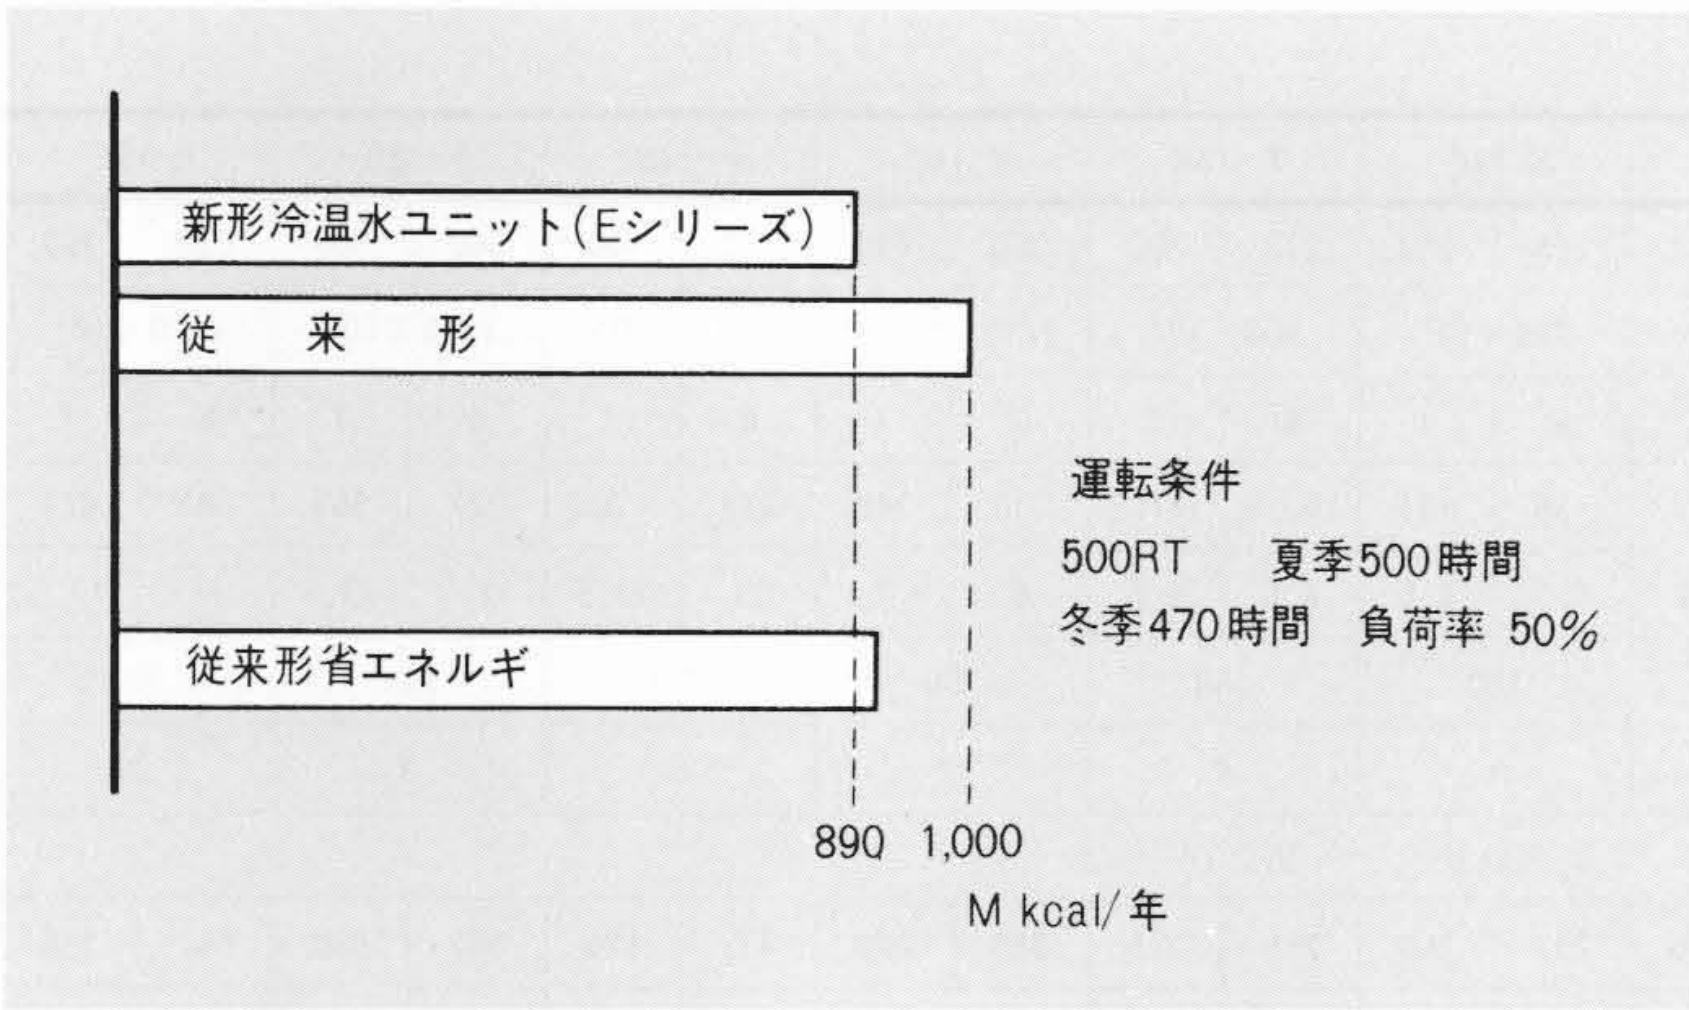 新形冷温水ユニット(Eシリーズ)
従来形
運転条件
500RT 夏季500時間
冬季470時間 負荷率 50%
従来形省エネルギ
890 1,000
M kcal/年